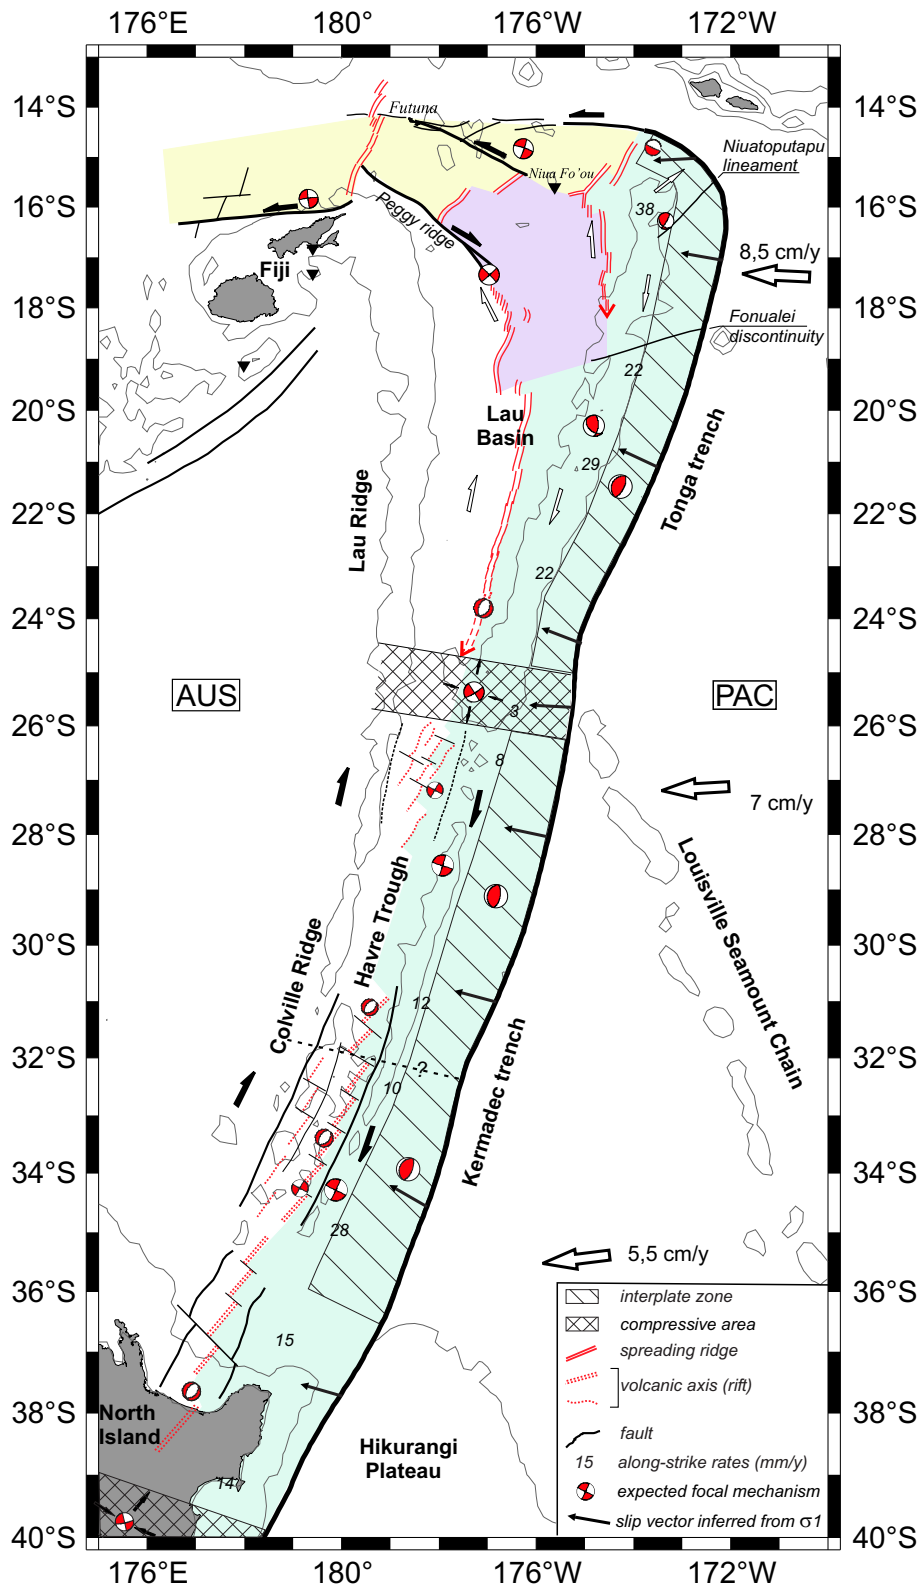 176°E 180° 176°W 172°W
14°S
Futuna
Niuatoputapu
lineament
Niua Fo'ou
16°S
38
Peggy ridge
8,5 cm/y
Fiji
18°S
Fonualei
discontinuity
22
20°S
Lau
Basin
29
Tonga trench
Lau Ridge
22°S
22
24°S
AUS
PAC
3
26°S
8
7 cm/y
28°S
Louisville Seamount Chain
Havre Trough
Colville Ridge
30°S
12
32°S
?
10
Kermadec trench
34°S
28
5,5 cm/y
36°S
15
interplate zone
compressive area
spreading ridge
volcanic axis (rift)
fault
15 along-strike rates (mm/y)
expected focal mechanism
slip vector inferred from σ1
38°S
North
Island
Hikurangi
Plateau
14
40°S
176°E 180° 176°W 172°W
14°S
16°S
18°S
20°S
22°S
24°S
26°S
28°S
30°S
32°S
34°S
36°S
38°S
40°S